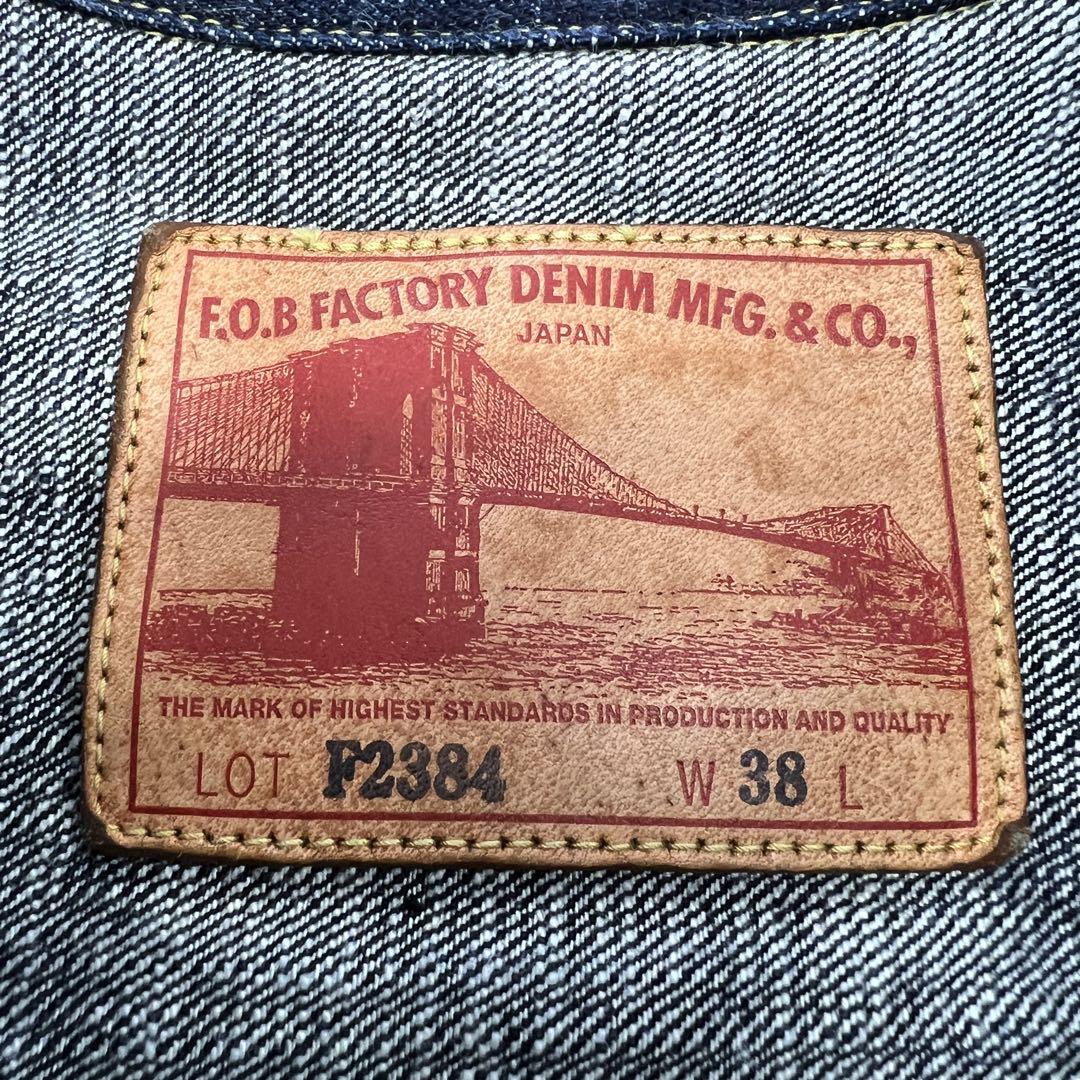 F.O.B FACTORY DENIM MFG. & CO.,
JAPAN
THE MARK OF HIGHEST STANDARDS IN PRODUCTION AND QUALITY
LOT F2384 W 38 L